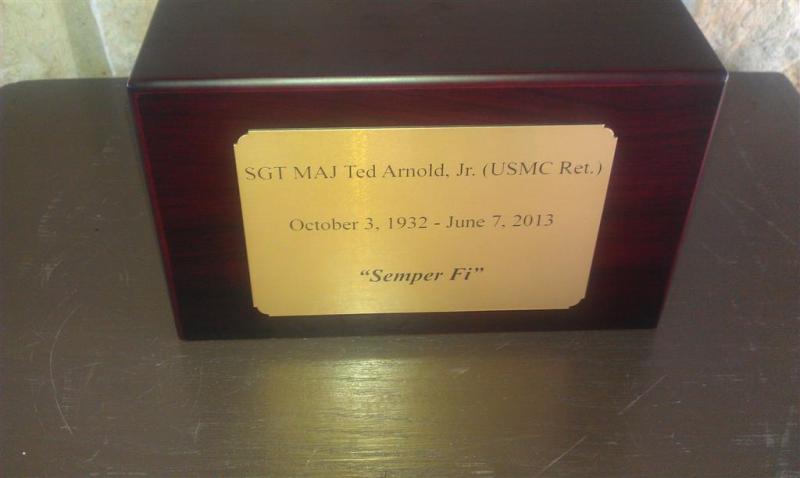 SGT MAJ Ted Arnold, Jr. (USMC Ret.)
October 3, 1932 - June 7, 2013
“Semper Fi”